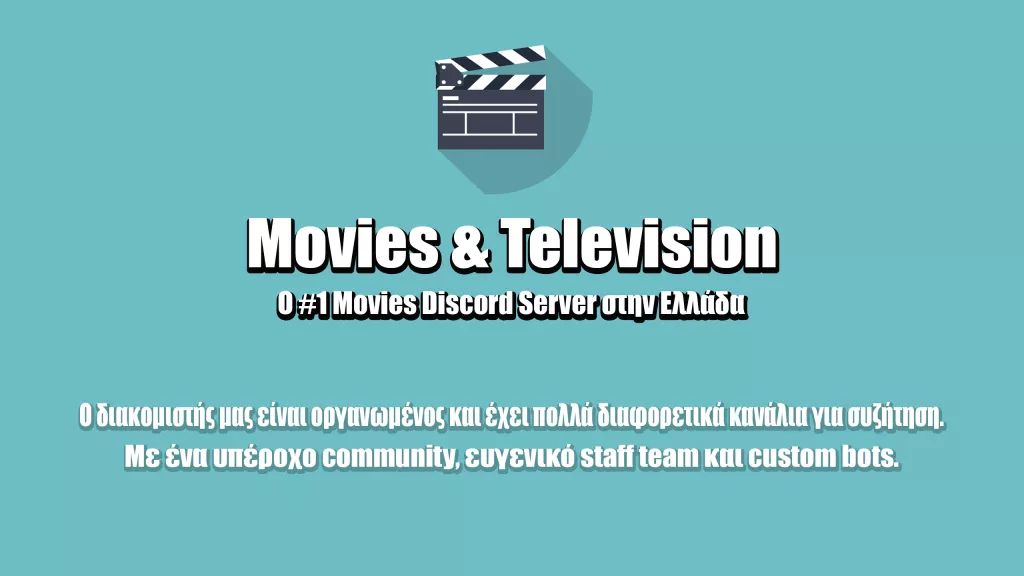 Movies & Television
Ο #1 Movies Discord Server στην Ελλάδα
Ο διακομιστής μας είναι οργανωμένος και έχει πολλά διαφορετικά κανάλια για συζήτηση.
Με ένα υπέροχο community, ευγενικό staff team και custom bots.